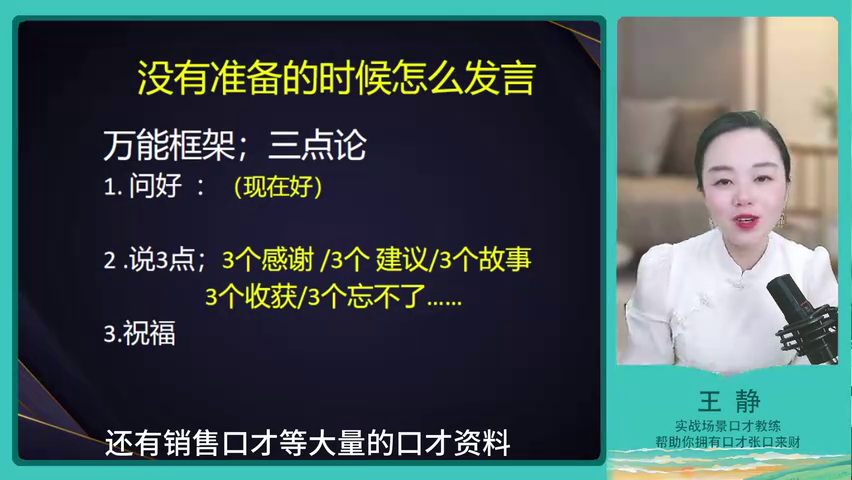 没有准备的时候怎么发言
万能框架；三点论
1. 问好 ：（现在好）
2 .说3点；3个感谢 /3个 建议/3个故事
3个收获/3个忘不了......
3.祝福
还有销售口才等大量的口才资料
王 静
实战场景口才教练
帮助你拥有口才张口来财